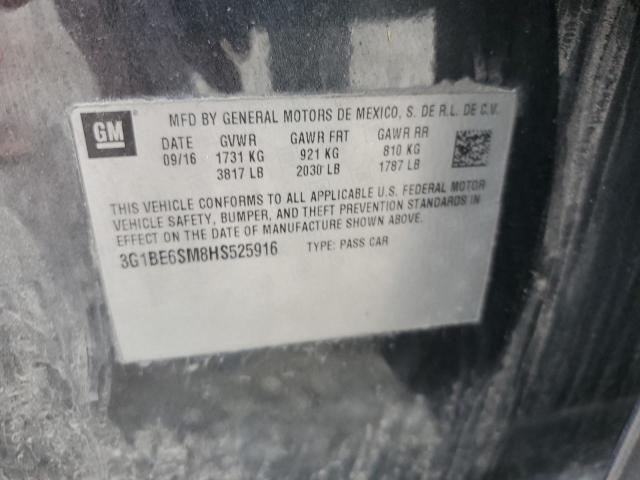 GM
MFD BY GENERAL MOTORS DE MEXICO, S. DE R.L. DE C.V.
DATE GVWR GAWR FRT GAWR RR
09/16 1731 KG 921 KG 810 KG
3817 LB 2030 LB 1787 LB
THIS VEHICLE CONFORMS TO ALL APPLICABLE U.S. FEDERAL MOTOR
VEHICLE SAFETY, BUMPER, AND THEFT PREVENTION STANDARDS IN
EFFECT ON THE DATE OF MANUFACTURE SHOWN ABOVE.
3G1BE6SM8HS525916 TYPE: PASS CAR